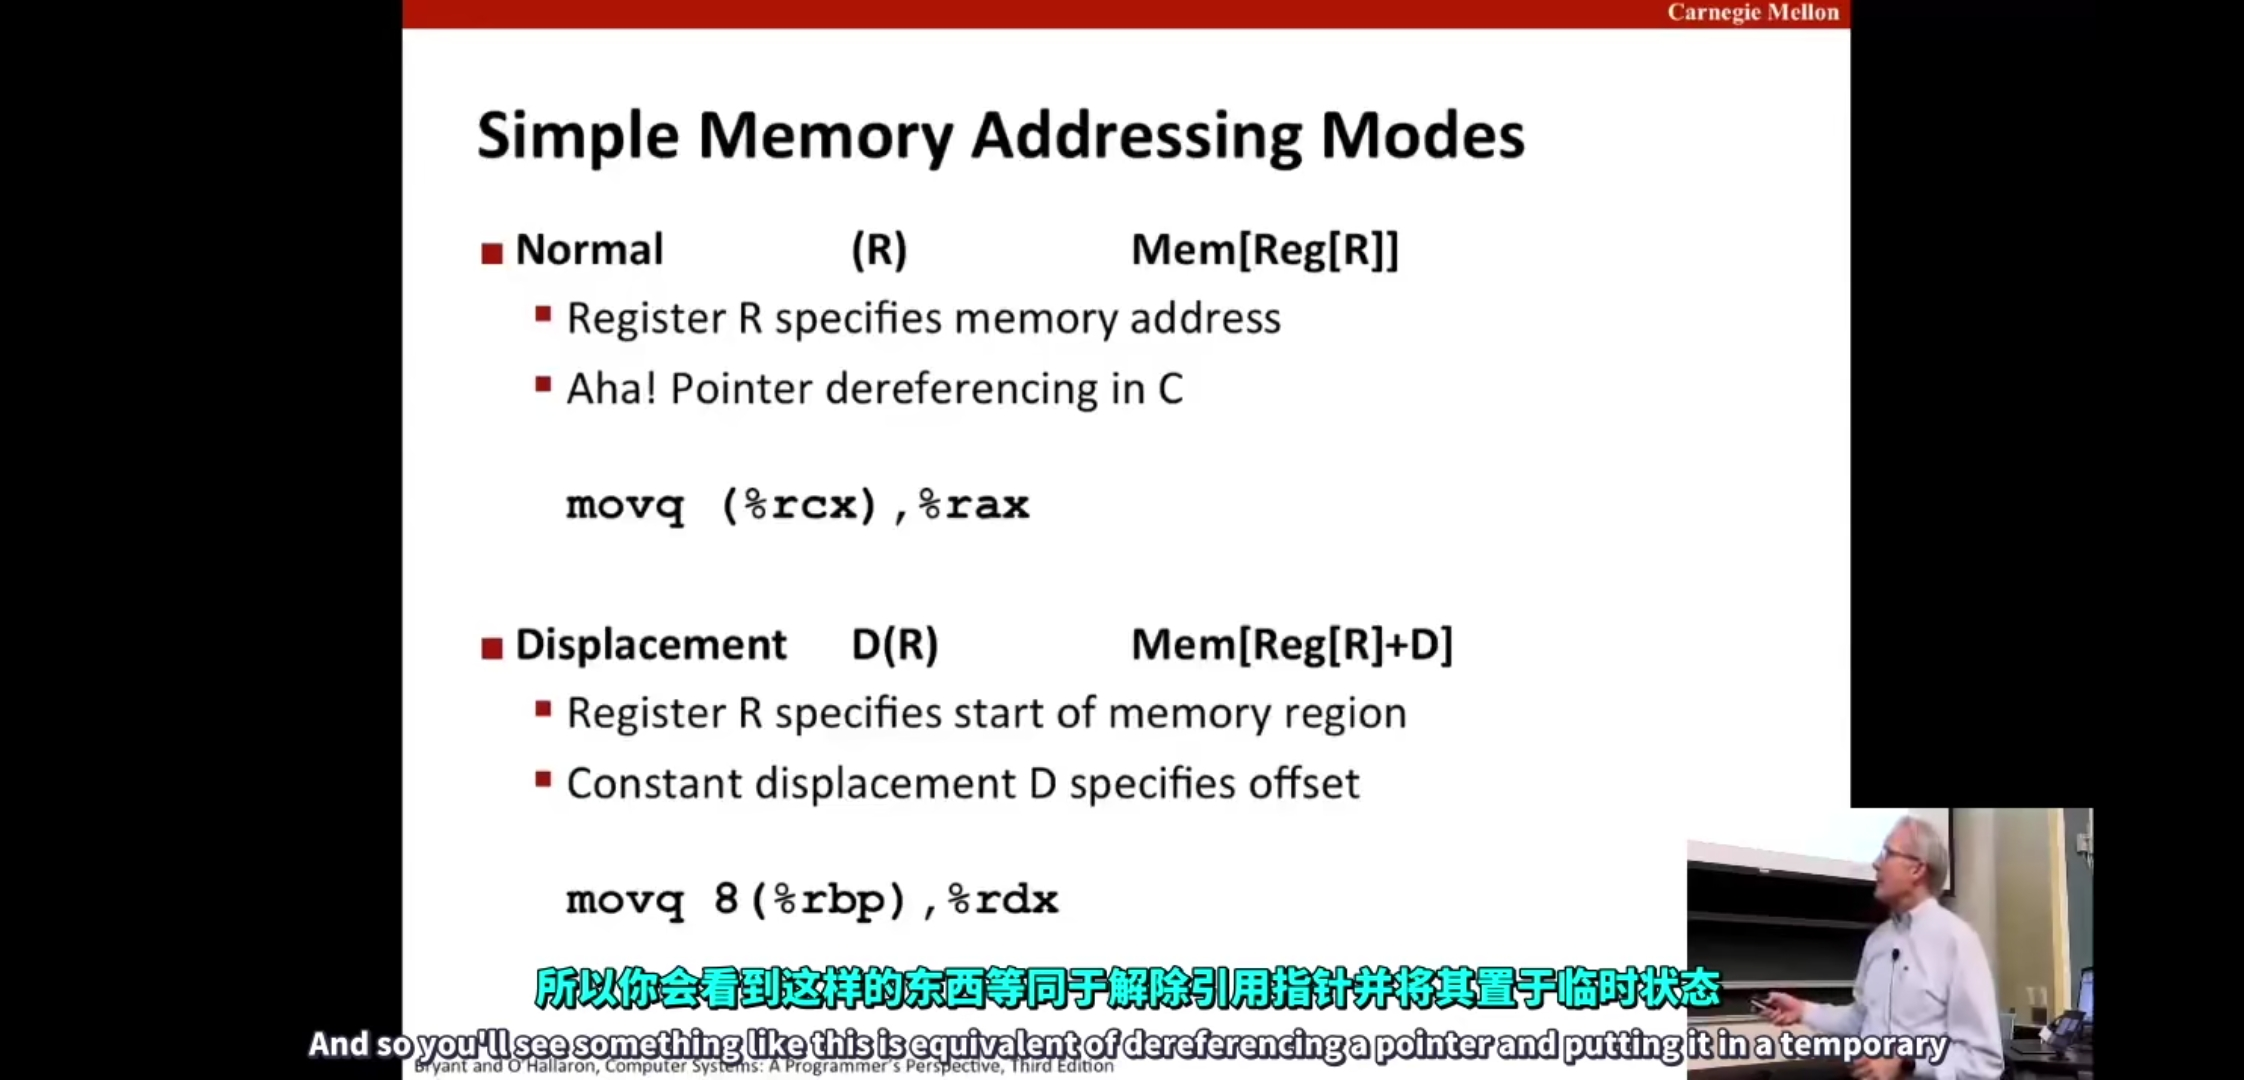 Carnegie Mellon
Simple Memory Addressing Modes
Normal (R) Mem[Reg[R]]
Register R specifies memory address
Aha! Pointer dereferencing in C
movq (%rcx),%rax
Displacement D(R) Mem[Reg[R]+D]
Register R specifies start of memory region
Constant displacement D specifies offset
movq 8(%rbp),%rdx
所以你会看到这样的东西等同于解除引用指针并将其置于临时状态
And so you'll see something like this is equivalent of dereferencing a pointer and putting it in a temporary
Bryant and O'Hallaron, Computer Systems: A Programmer's Perspective, Third Edition